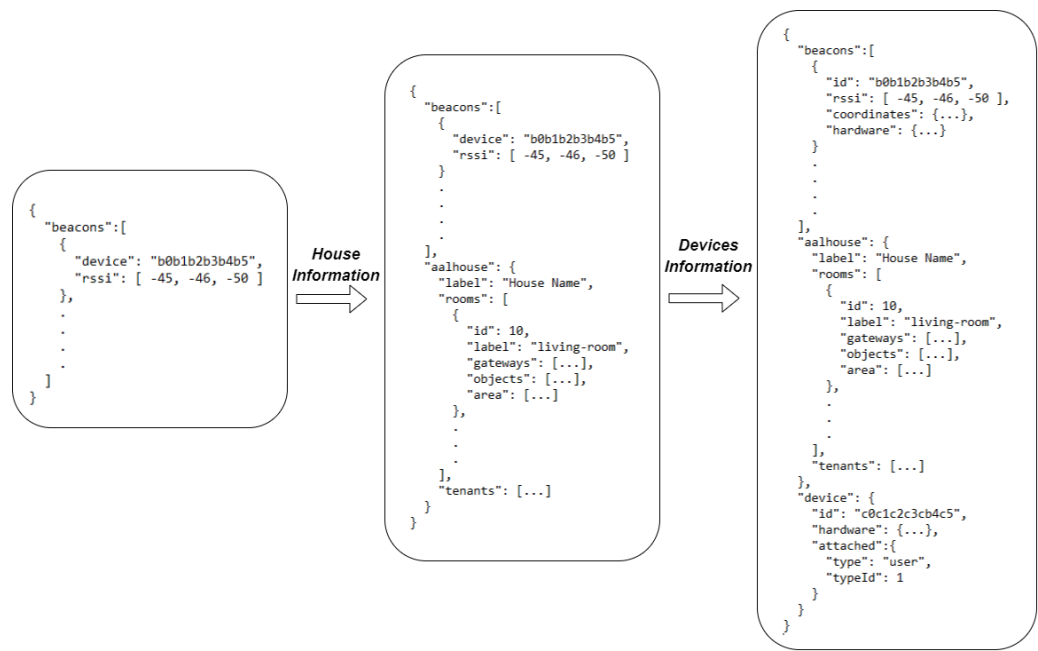 {
  "beacons":[
    {
      "device": "b0b1b2b3b4b5",
      "rssi": [ -45, -46, -50 ]
    },
    .
    .
    .
    .
  ]
}
House
Information
{
  "beacons":[
    {
      "device": "b0b1b2b3b4b5",
      "rssi": [ -45, -46, -50 ]
    }
    .
    .
    .
    .
  ],
  "aalhouse": {
    "label": "House Name",
    "rooms": [
      {
        "id": 10,
        "label": "living-room",
        "gateways": [...],
        "objects": [...],
        "area": [...]
      },
      .
      .
      .
    ],
    "tenants": [...]
  }
}
Devices
Information
{
  "beacons":[
    {
      "id": "b0b1b2b3b4b5",
      "rssi": [ -45, -46, -50 ],
      "coordinates": {...},
      "hardware": {...}
    }
    .
    .
    .
    .
  ],
  "aalhouse": {
    "label": "House Name",
    "rooms": [
      {
        "id": 10,
        "label": "living-room",
        "gateways": [...],
        "objects": [...],
        "area": [...]
      },
      .
      .
      .
    ],
    "tenants": [...]
  },
  "device": {
    "id": "c0c1c2c3cb4c5",
    "hardware": {...},
    "attached":{
      "type": "user",
      "typeId": 1
    }
  }
}